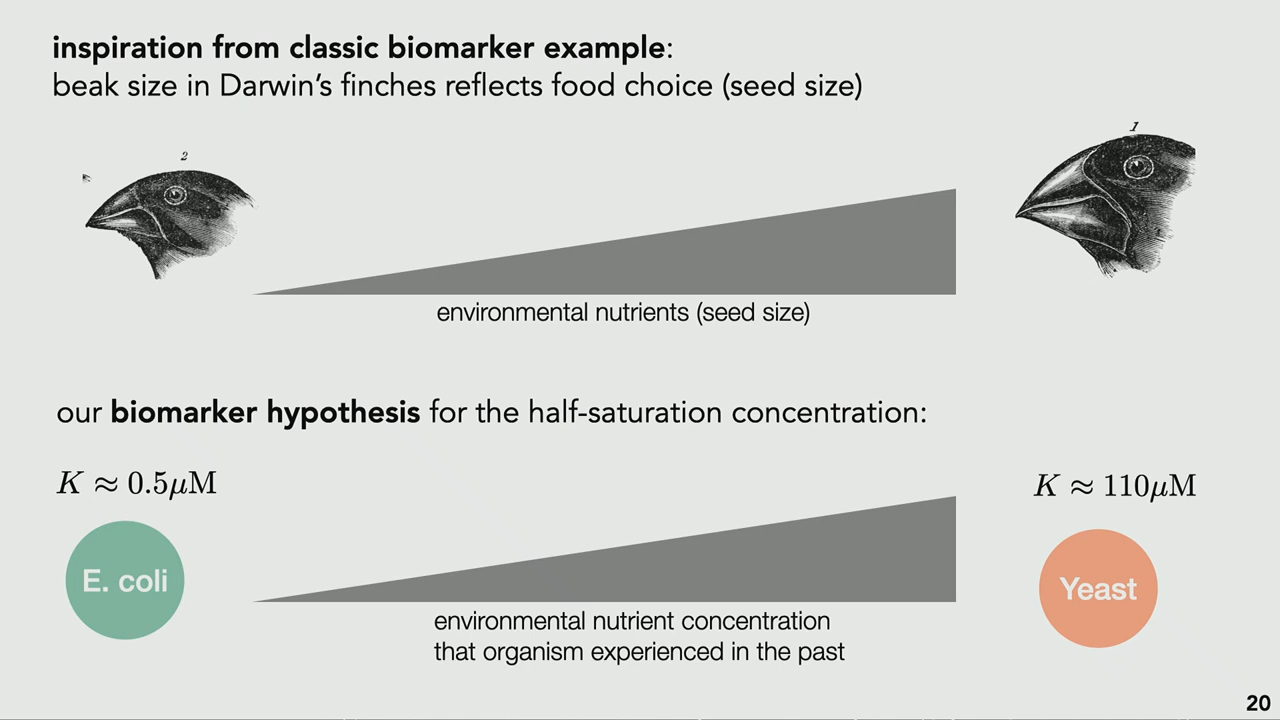 inspiration from classic biomarker example:
beak size in Darwin's finches reflects food choice (seed size)
2
1
environmental nutrients (seed size)
our biomarker hypothesis for the half-saturation concentration:
K ≈ 0.5μM
K ≈ 110μM
E. coli
Yeast
environmental nutrient concentration
that organism experienced in the past
20